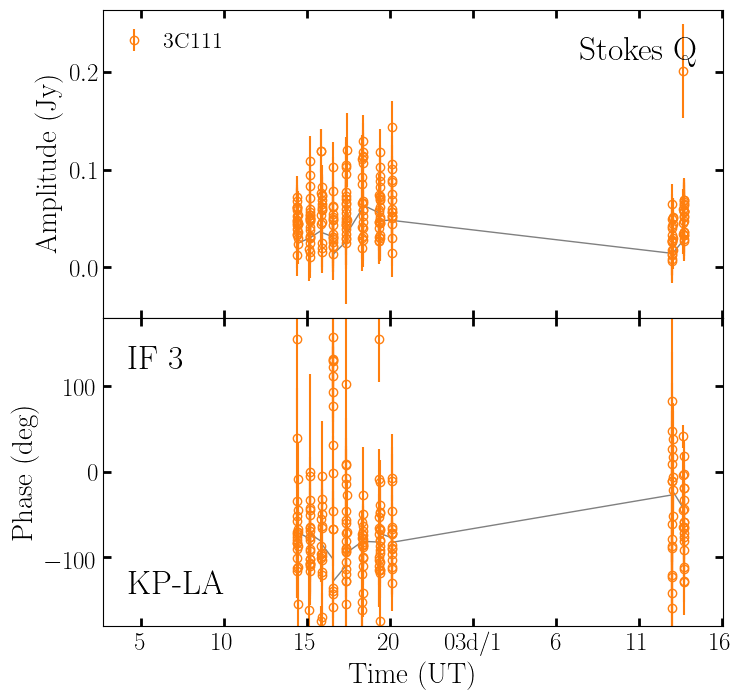 3C111
Stokes Q
Amplitude (Jy)
0.2
0.1
0.0
IF 3
Phase (deg)
100
0
−100
KP-LA
5 10 15 20 03d/1 6 11 16
Time (UT)